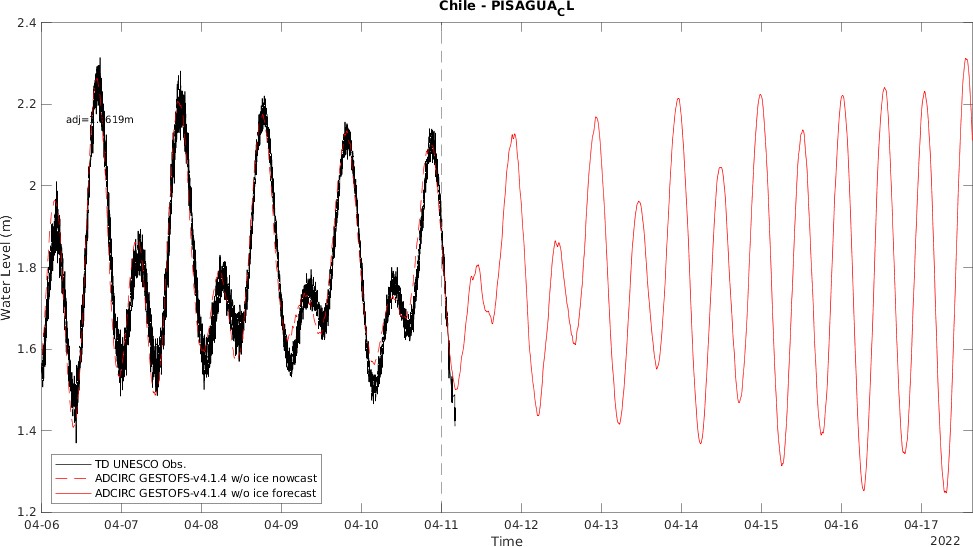 Chile - PISAGUA_CL
2.4
2.2
2
1.8
1.6
1.4
1.2
Water Level (m)
TD UNESCO Obs.
ADCIRC GESTOFS-v4.1.4 w/o ice nowcast
ADCIRC GESTOFS-v4.1.4 w/o ice forecast
04-06 04-07 04-08 04-09 04-10 04-11 04-12 04-13 04-14 04-15 04-16 04-17
Time
2022